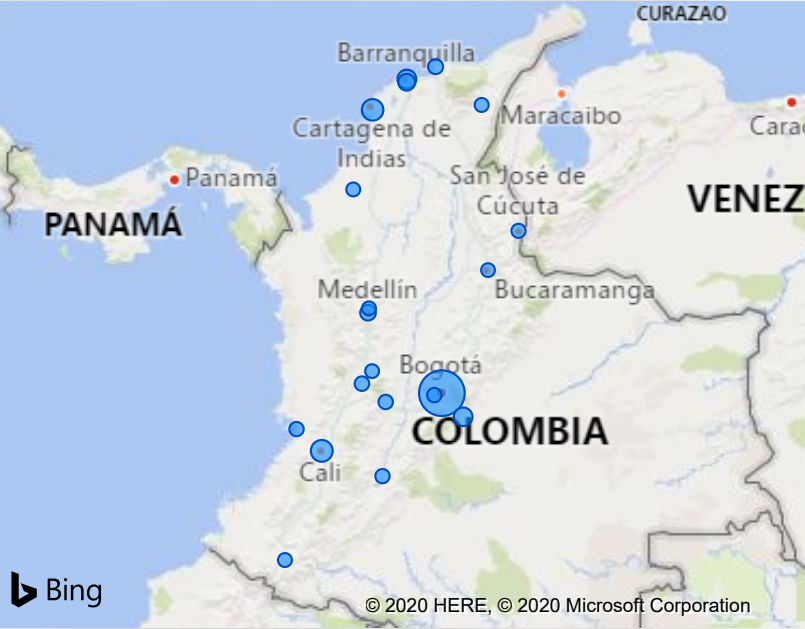 CURAZAO
Barranquilla
Maracaibo
Carac
Cartagena de
Indias
San José de
Cúcuta
Panamá
PANAMÁ
VENEZ
Medellín
Bucaramanga
Bogotá
COLOMBIA
Cali
Bing
© 2020 HERE, © 2020 Microsoft Corporation